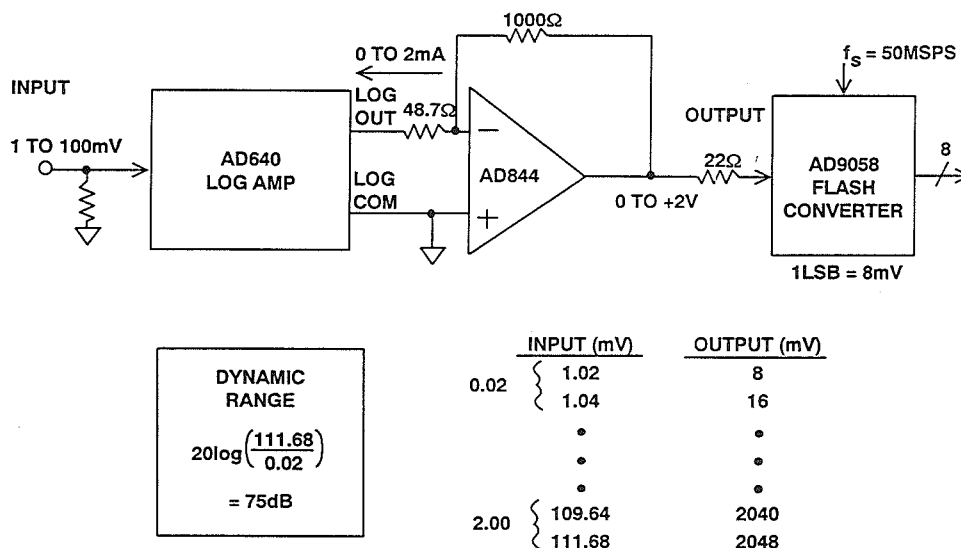 1000Ω
0 TO 2mA
fS = 50MSPS
INPUT
LOG
OUT
48.7Ω
OUTPUT
1 TO 100mV
AD640
LOG AMP
−
AD844
22Ω
AD9058
FLASH
CONVERTER
8
LOG
COM
+
0 TO +2V
1LSB = 8mV
DYNAMIC
RANGE
20log(111.68/0.02)
= 75dB
INPUT (mV) OUTPUT (mV)
0.02 { 1.02 8
1.04 16
2.00 { 109.64 2040
111.68 2048